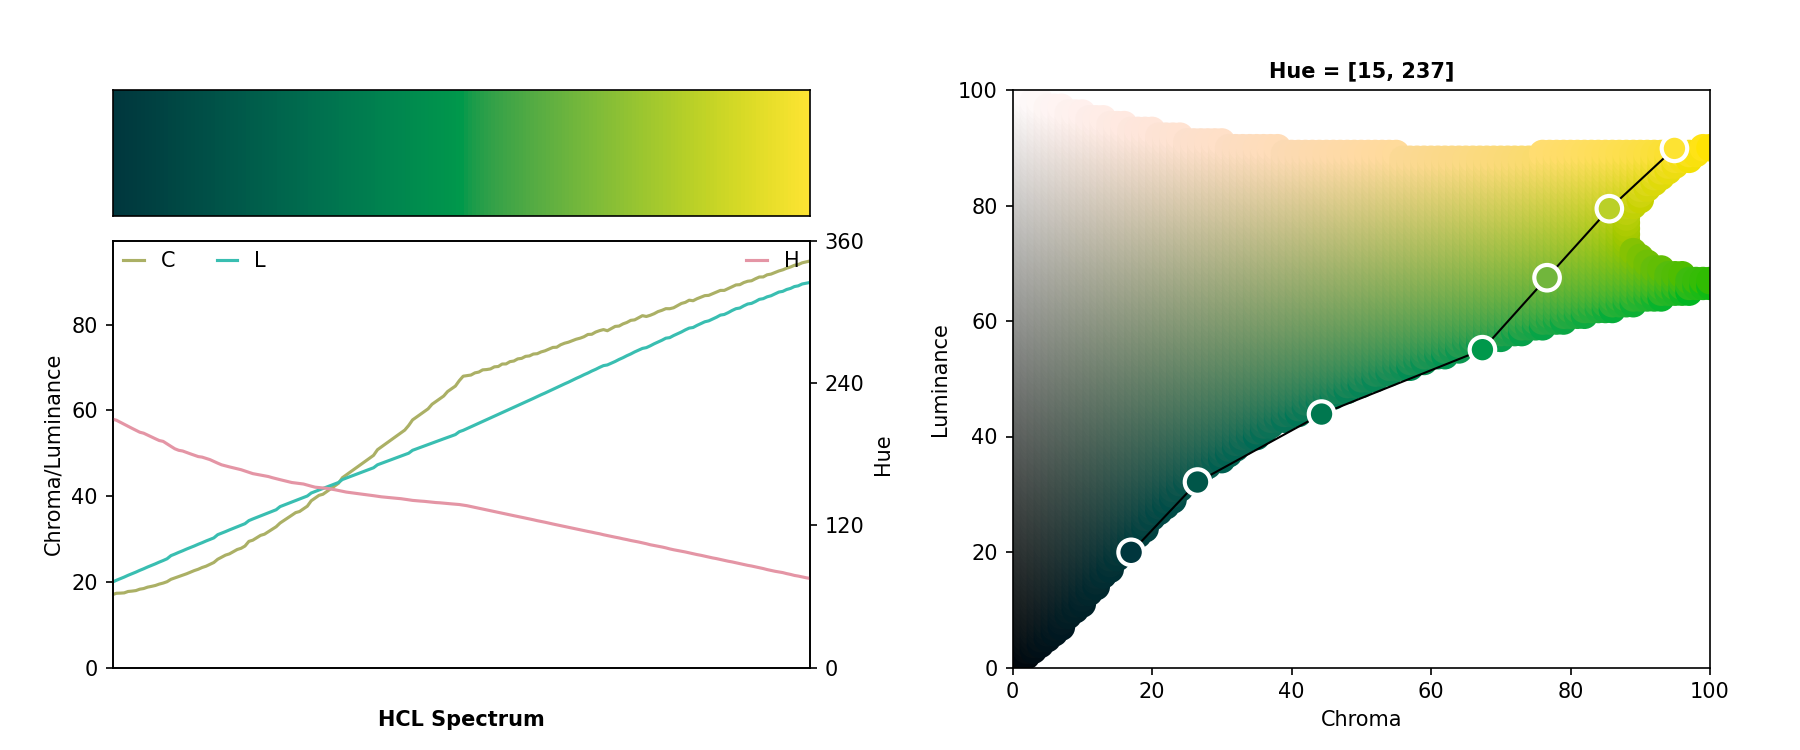 C
L
H
360
240
120
0
80
60
40
20
0
Chroma/Luminance
Hue
HCL Spectrum
Hue = [15, 237]
100
80
60
40
20
0
Luminance
0 20 40 60 80 100
Chroma